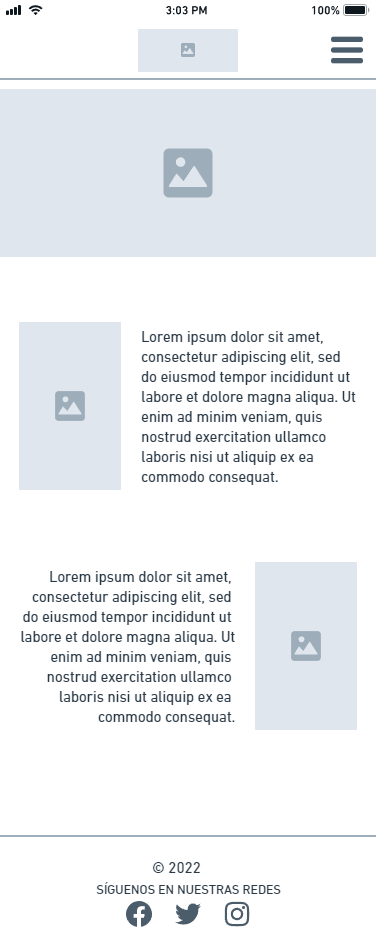 3:03 PM
100%
Lorem ipsum dolor sit amet,
consectetur adipiscing elit, sed
do eiusmod tempor incididunt ut
labore et dolore magna aliqua. Ut
enim ad minim veniam, quis
nostrud exercitation ullamco
laboris nisi ut aliquip ex ea
commodo consequat.
Lorem ipsum dolor sit amet,
consectetur adipiscing elit, sed
do eiusmod tempor incididunt ut
labore et dolore magna aliqua. Ut
enim ad minim veniam, quis
nostrud exercitation ullamco
laboris nisi ut aliquip ex ea
commodo consequat.
© 2022
SÍGUENOS EN NUESTRAS REDES